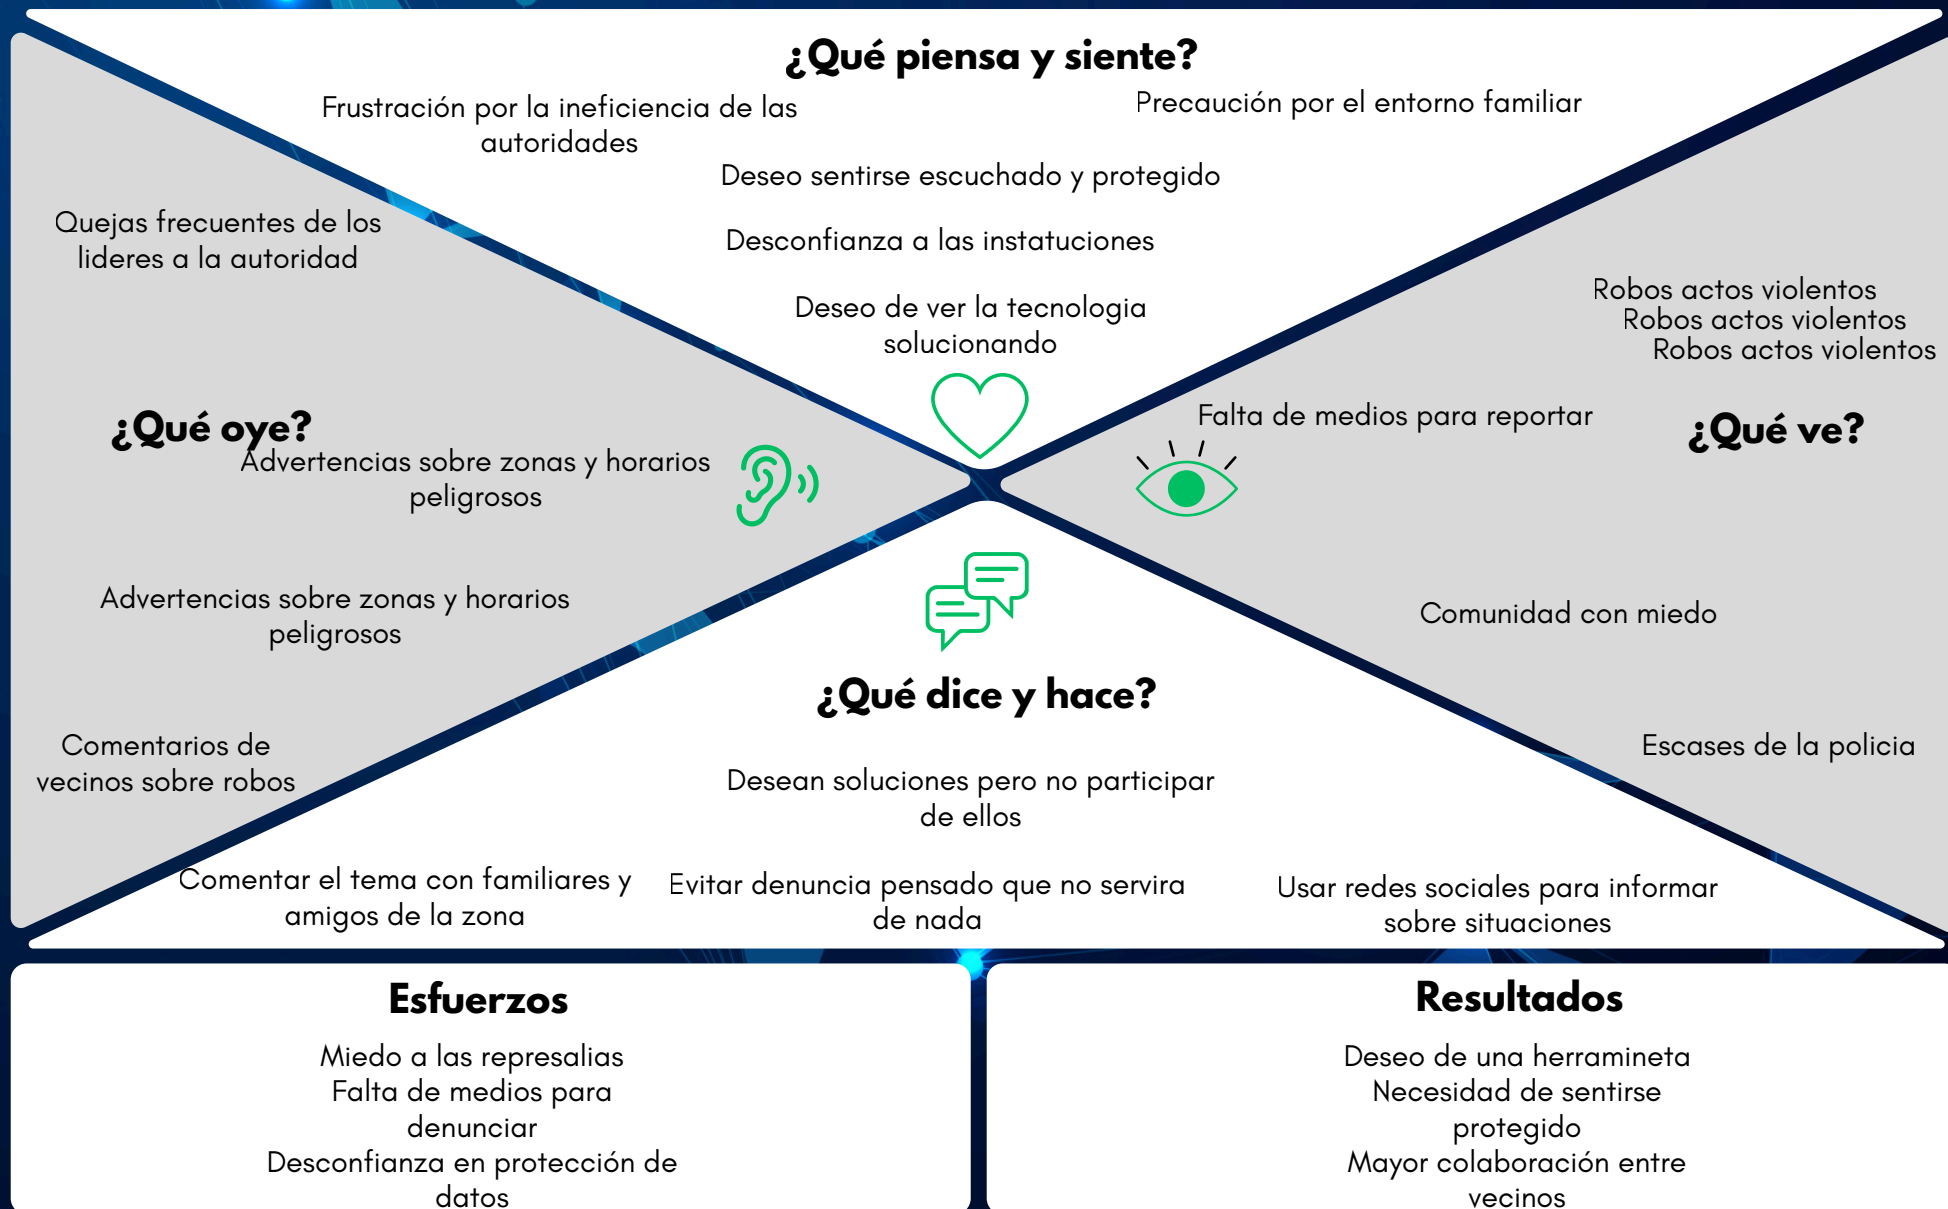 ¿Qué piensa y siente?
Frustración por la ineficiencia de las
autoridades
Precaución por el entorno familiar
Deseo sentirse escuchado y protegido
Desconfianza a las instatuciones
Deseo de ver la tecnologia
solucionando
Quejas frecuentes de los
lideres a la autoridad
¿Qué oye?
Advertencias sobre zonas y horarios
peligrosos
Advertencias sobre zonas y horarios
peligrosos
Comentarios de
vecinos sobre robos
Robos actos violentos
Robos actos violentos
Robos actos violentos
Falta de medios para reportar
¿Qué ve?
Comunidad con miedo
Escases de la policia
¿Qué dice y hace?
Desean soluciones pero no participar
de ellos
Comentar el tema con familiares y
amigos de la zona
Evitar denuncia pensado que no servira
de nada
Usar redes sociales para informar
sobre situaciones
Esfuerzos
Miedo a las represalias
Falta de medios para
denunciar
Desconfianza en protección de
datos
Resultados
Deseo de una herramineta
Necesidad de sentirse
protegido
Mayor colaboración entre
vecinos